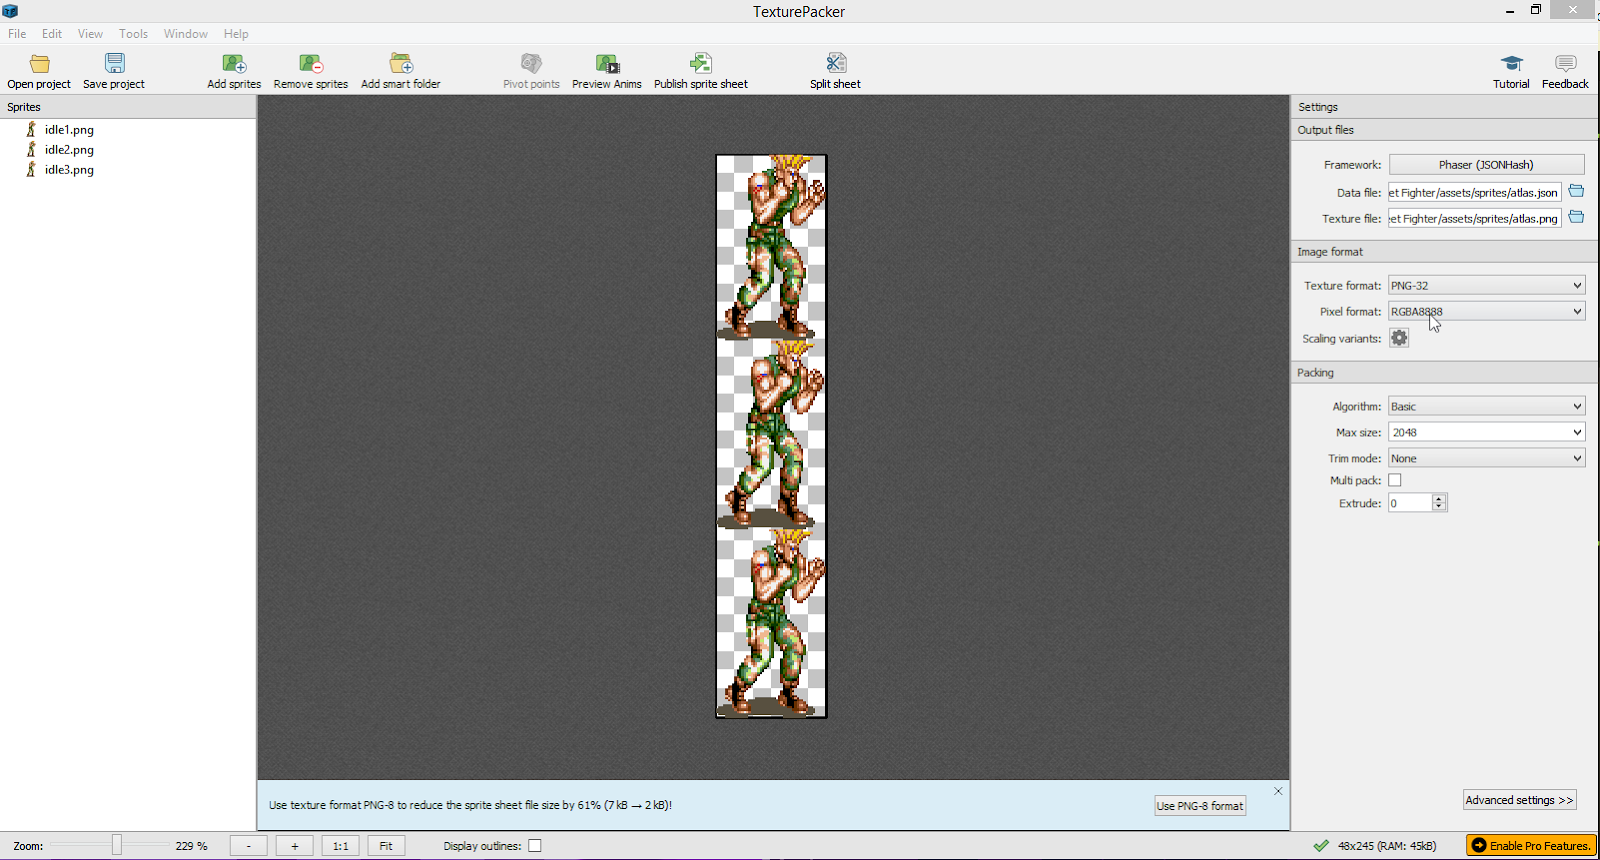 TexturePacker
File Edit View Tools Window Help
Open project Save project Add sprites Remove sprites Add smart folder Pivot points Preview Anims Publish sprite sheet Split sheet Tutorial Feedback
Sprites
idle1.png
idle2.png
idle3.png
Settings
Output files
Framework: Phaser (JSONHash)
Data file: et Fighter/assets/sprites/atlas.json
Texture file: et Fighter/assets/sprites/atlas.png
Image format
Texture format: PNG-32
Pixel format: RGBA8888
Scaling variants:
Packing
Algorithm: Basic
Max size: 2048
Trim mode: None
Multi pack:
Extrude: 0
Advanced settings >>
Use texture format PNG-8 to reduce the sprite sheet file size by 61% (7 kB → 2 kB)!
Use PNG-8 format
Zoom: 229 % - + 1:1 Fit Display outlines: 48x245 (RAM: 45kB) Enable Pro Features.